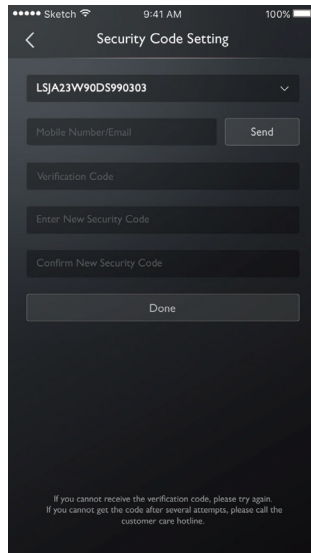 Sketch 9:41 AM 100%
Security Code Setting
LSJA23W90DS990303
Mobile Number/Email Send
Verification Code
Enter New Security Code
Confirm New Security Code
Done
If you cannot receive the verification code, please try again.
If you cannot get the code after several attempts, please call the
customer care hotline.